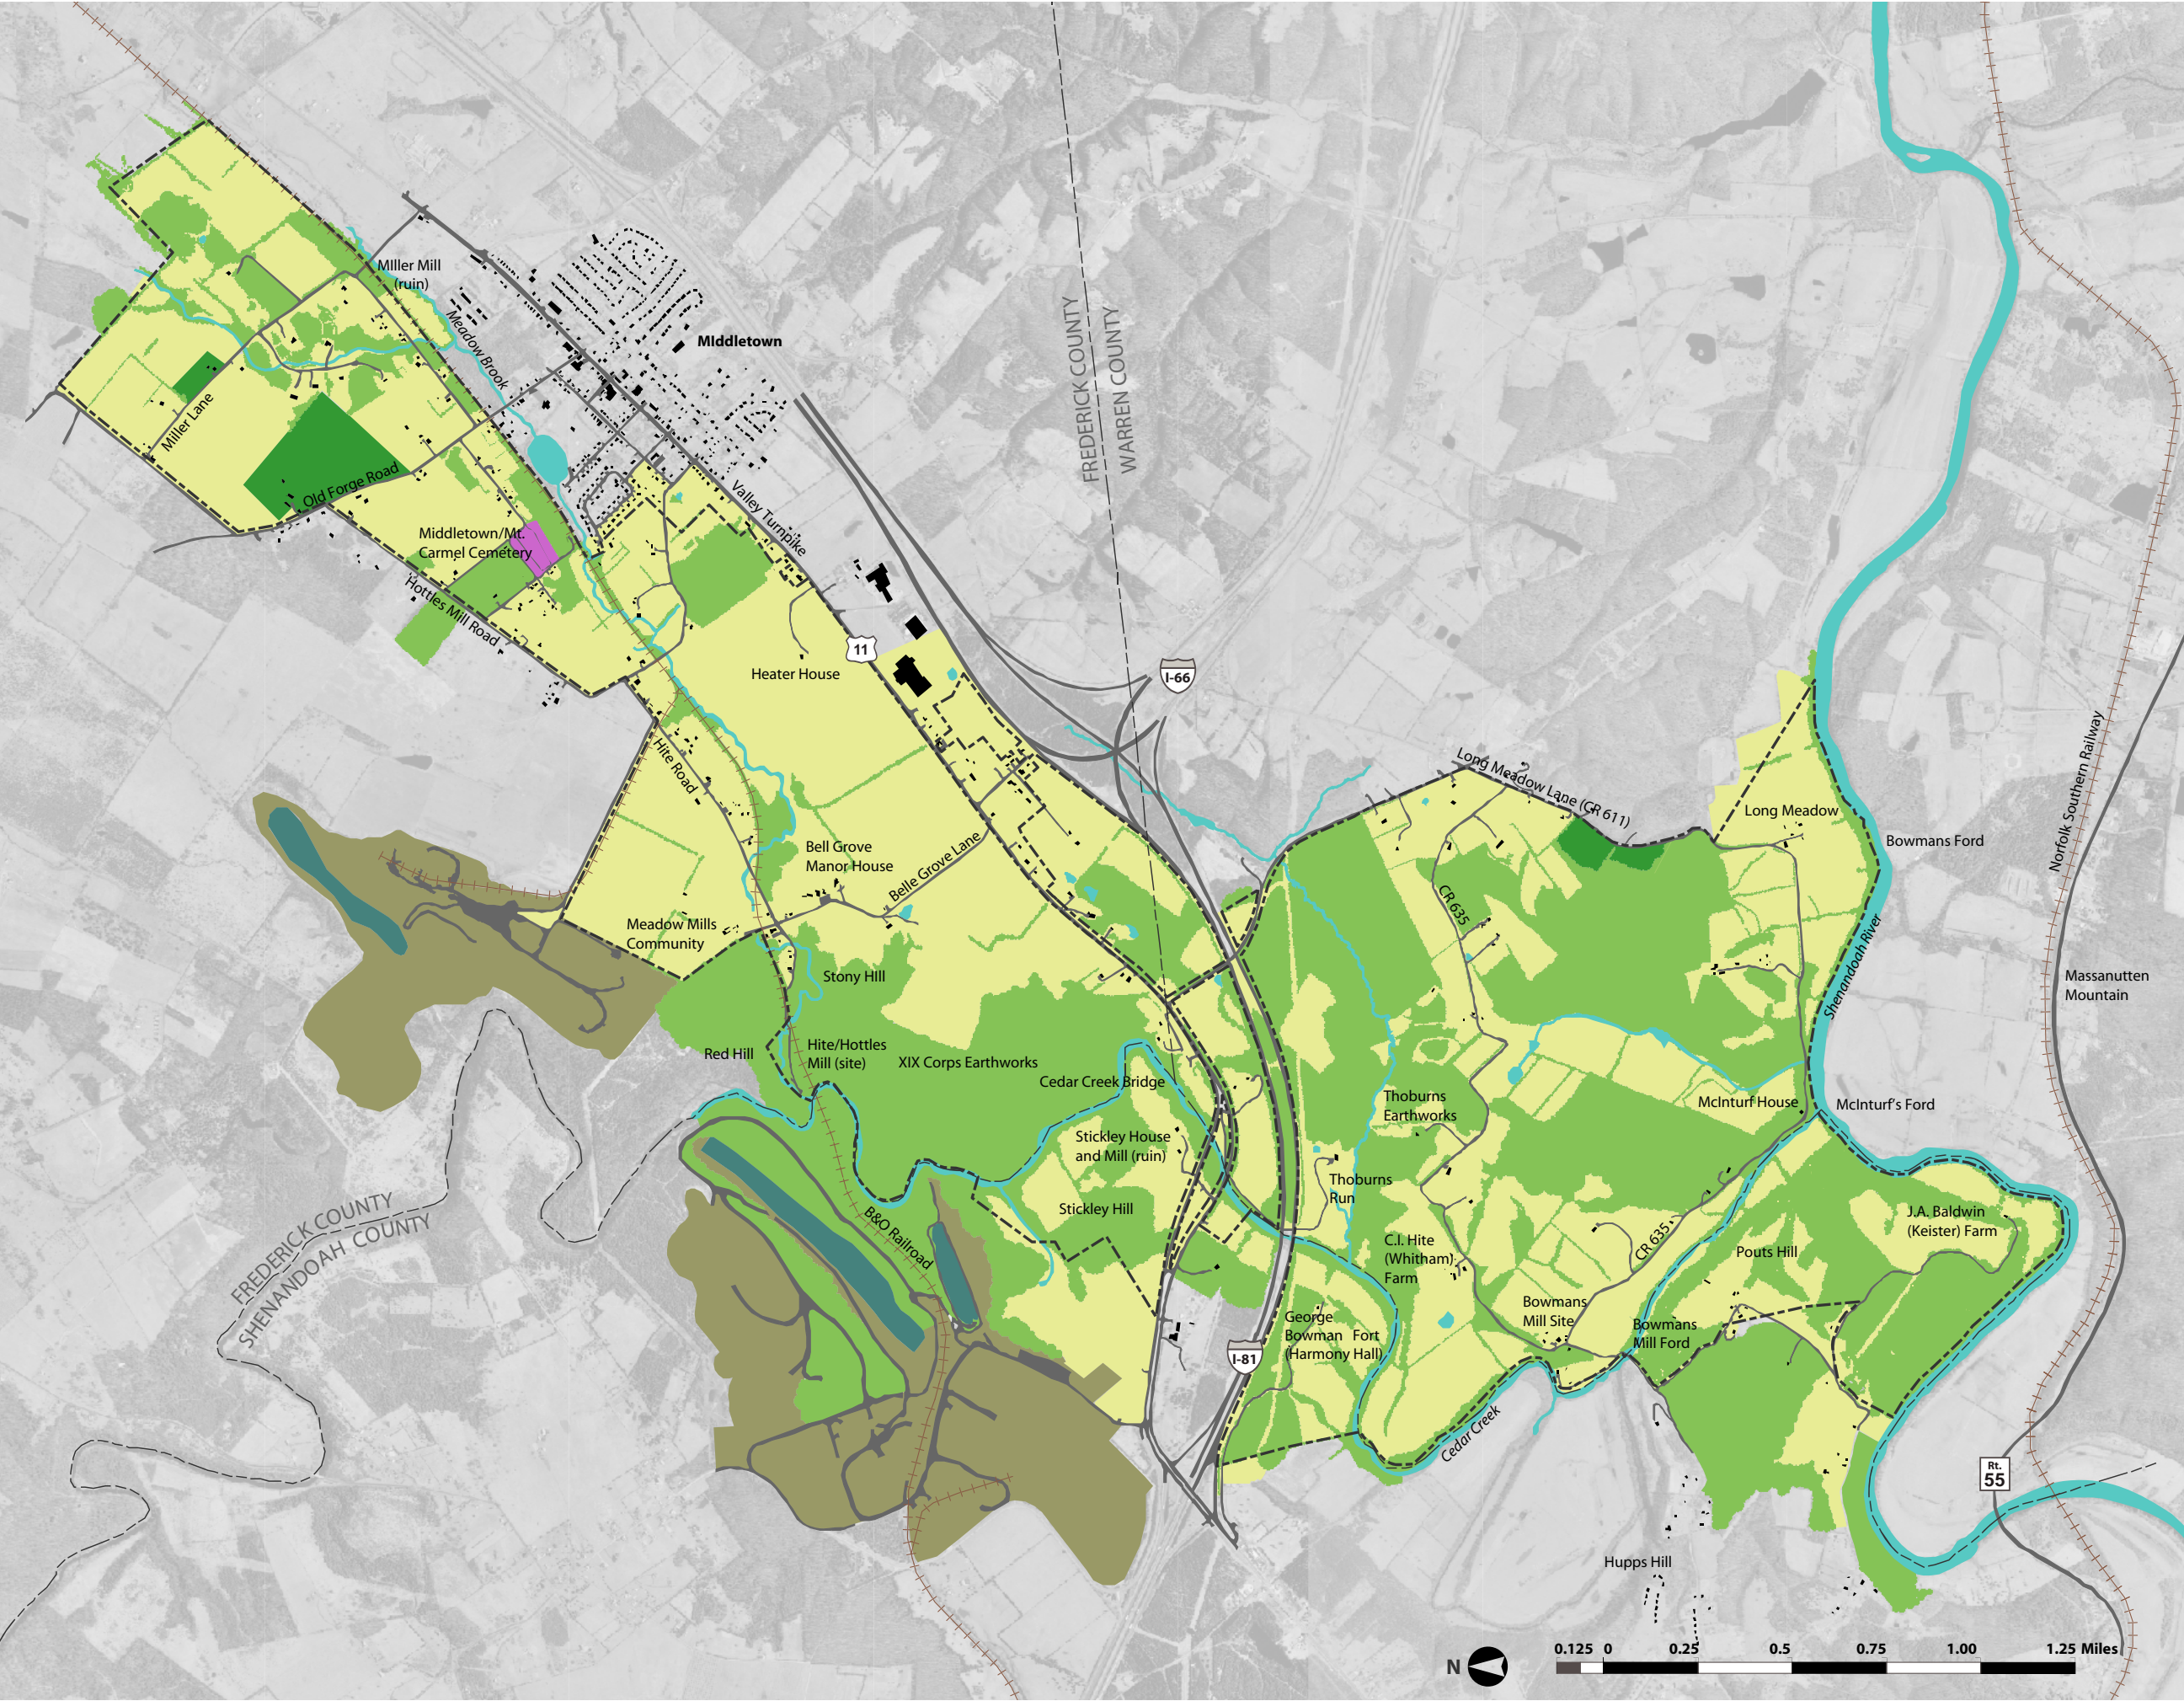 MIller Mill
(ruin)
Meadow Brook
MIddletown
FREDERICK COUNTY
WARREN COUNTY
Miller Lane
Old Forge Road
Middletown/Mt.
Carmel Cemetery
Hottles Mill Road
Valley Turnpike
11
Heater House
I-66
Hite Road
Long Meadow Lane (CR 611)
Long Meadow
Norfolk Southern Railway
Bell Grove
Manor House
Belle Grove Lane
Bowmans Ford
CR 635
Meadow Mills
Community
Stony HIll
Shenandoah River
Massanutten
Mountain
Red Hill
Hite/Hottles
Mill (site)
XIX Corps Earthworks
Cedar Creek Bridge
Thoburns
Earthworks
McInturf House
McInturf's Ford
Stickley House
and Mill (ruin)
Thoburns
Run
Stickley Hill
FREDERICK COUNTY
SHENANDOAH COUNTY
B&O Railroad
C.I. Hite
(Whitham)
Farm
CR 635
Pouts Hill
J.A. Baldwin
(Keister) Farm
George
Bowman Fort
(Harmony Hall)
I-81
Bowmans
Mill Site
Bowmans
Mill Ford
Cedar Creek
Rt.
55
Hupps Hill
N
0.125 0 0.25 0.5 0.75 1.00 1.25 Miles